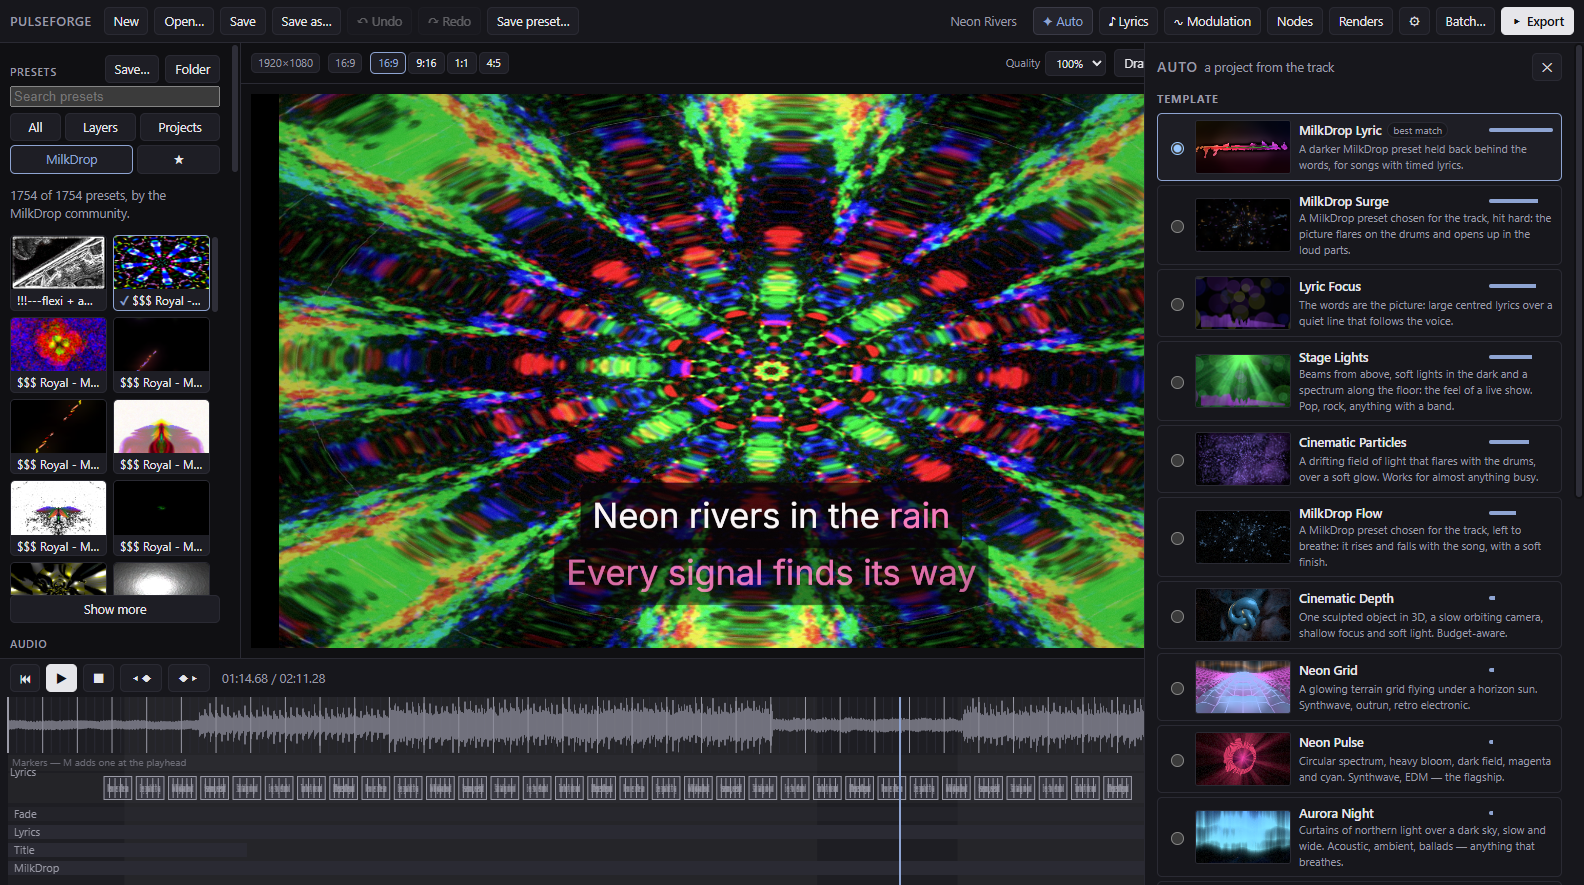 PULSEFORGE New Open... Save Save as... Undo Redo Save preset... Neon Rivers Auto Lyrics Modulation Nodes Renders Batch... Export
PRESETS Save... Folder
Search presets
All Layers Projects
MilkDrop ★
1754 of 1754 presets, by the
MilkDrop community.
!!!---flexi + a... ✓ $$$ Royal -...
$$$ Royal - M... $$$ Royal - M...
$$$ Royal - M... $$$ Royal - M...
$$$ Royal - M... $$$ Royal - M...
Show more
AUDIO
1920×1080 16:9 16:9 9:16 1:1 4:5 Quality 100% Dra
Neon rivers in the rain
Every signal finds its way
AUTO a project from the track
TEMPLATE
MilkDrop Lyric best match
A darker MilkDrop preset held back behind the
words, for songs with timed lyrics.
MilkDrop Surge
A MilkDrop preset chosen for the track, hit hard: the
picture flares on the drums and opens up in the
loud parts.
Lyric Focus
The words are the picture: large centred lyrics over a
quiet line that follows the voice.
Stage Lights
Beams from above, soft lights in the dark and a
spectrum along the floor: the feel of a live show.
Pop, rock, anything with a band.
Cinematic Particles
A drifting field of light that flares with the drums,
over a soft glow. Works for almost anything busy.
MilkDrop Flow
A MilkDrop preset chosen for the track, left to
breathe: it rises and falls with the song, with a soft
finish.
Cinematic Depth
One sculpted object in 3D, a slow orbiting camera,
shallow focus and soft light. Budget-aware.
Neon Grid
A glowing terrain grid flying under a horizon sun.
Synthwave, outrun, retro electronic.
Neon Pulse
Circular spectrum, heavy bloom, dark field, magenta
and cyan. Synthwave, EDM — the flagship.
Aurora Night
Curtains of northern light over a dark sky, slow and
wide. Acoustic, ambient, ballads — anything that
breathes.
01:14.68 / 02:11.28
Markers — M adds one at the playhead
Lyrics
Fade
Lyrics
Title
MilkDrop